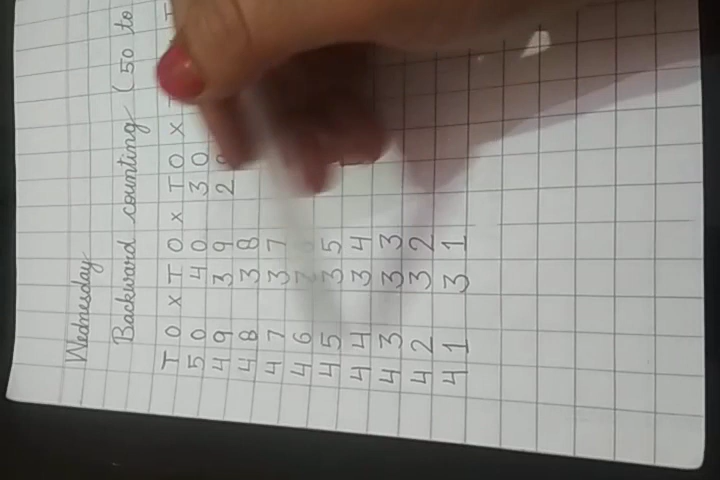 Wednesday
Backward counting (50 to
T O x T O x T O x T
5 0 4 0 3 0
4 9 3 9 2
4 8 3 8
4 7 3 7
4 6 3
4 5 3 5
4 4 3 4
4 3 3 3
4 2 3 2
4 1 3 1